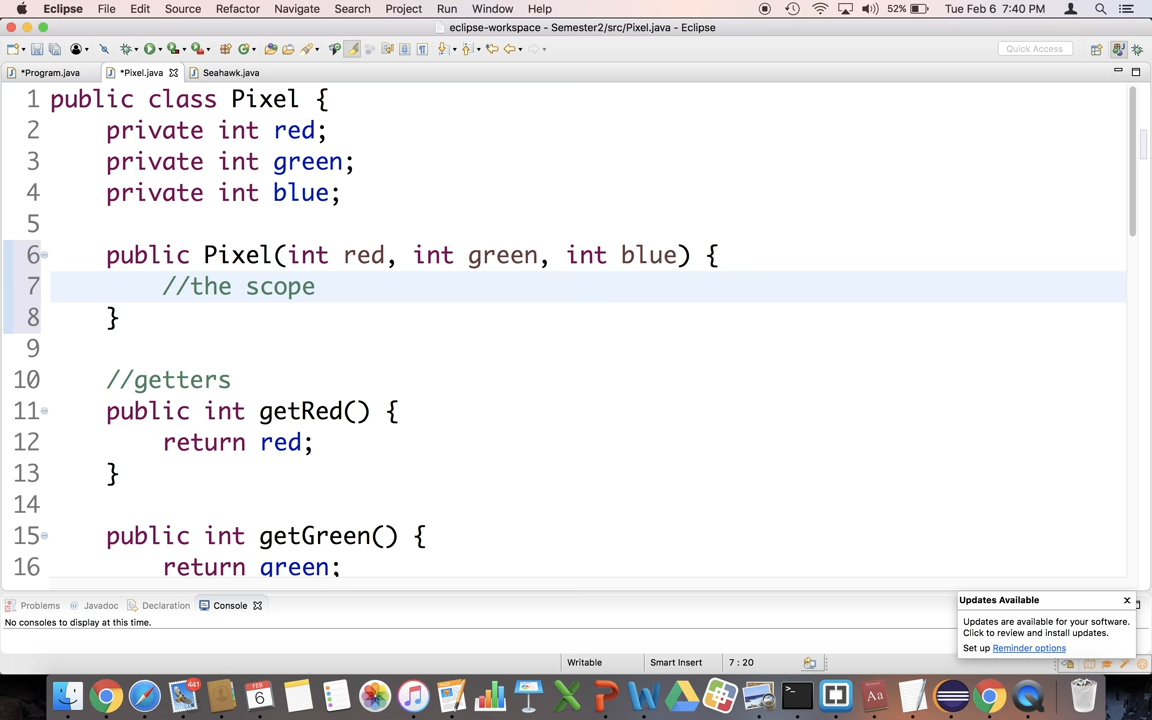 Eclipse File Edit Source Refactor Navigate Search Project Run Window Help 52% Tue Feb 6 7:40 PM
eclipse-workspace - Semester2/src/Pixel.java - Eclipse
Quick Access
*Program.java *Pixel.java Seahawk.java
1 public class Pixel {
2 private int red;
3 private int green;
4 private int blue;
5
6 public Pixel(int red, int green, int blue) {
7 //the scope
8 }
9
10 //getters
11 public int getRed() {
12 return red;
13 }
14
15 public int getGreen() {
16 return green;
Problems Javadoc Declaration Console
No consoles to display at this time.
Updates Available
Updates are available for your software.
Click to review and install updates.
Set up Reminder options
Writable Smart Insert 7 : 20
441
FEB
6
Aa